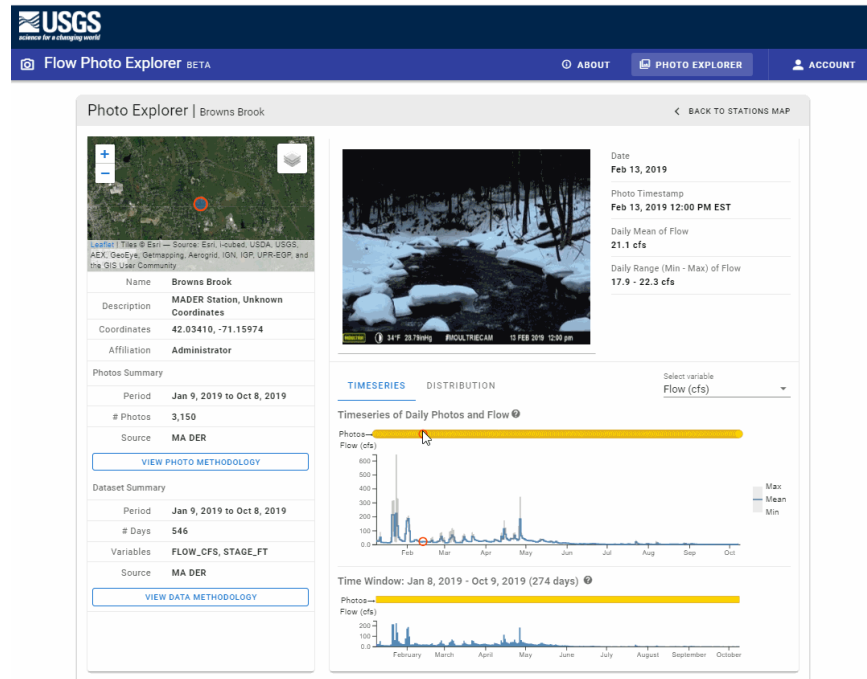 USGS
science for a changing world
Flow Photo Explorer BETA
ABOUT
PHOTO EXPLORER
ACCOUNT
Photo Explorer | Browns Brook
BACK TO STATIONS MAP
+
−
Leaflet | Tiles © Esri — Source: Esri, i-cubed, USDA, USGS,
AEX, GeoEye, Getmapping, Aerogrid, IGN, IGP, UPR-EGP, and
the GIS User Community
Name Browns Brook
Description MADER Station, Unknown
Coordinates
Coordinates 42.03410, -71.15974
Affiliation Administrator
Photos Summary
Period Jan 9, 2019 to Oct 8, 2019
# Photos 3,150
Source MA DER
VIEW PHOTO METHODOLOGY
Dataset Summary
Period Jan 9, 2019 to Oct 8, 2019
# Days 546
Variables FLOW_CFS, STAGE_FT
Source MA DER
VIEW DATA METHODOLOGY
34°F 28.79inHg MOULTRIECAM 13 FEB 2019 12:00 pm
Date
Feb 13, 2019
Photo Timestamp
Feb 13, 2019 12:00 PM EST
Daily Mean of Flow
21.1 cfs
Daily Range (Min - Max) of Flow
17.9 - 22.3 cfs
TIMESERIES
DISTRIBUTION
Select variable
Flow (cfs)
Timeseries of Daily Photos and Flow
Photos→
Flow (cfs)
600
500
400
300
200
100
0.0
Feb Mar Apr May Jun Jul Aug Sep Oct
Max
Mean
Min
Time Window: Jan 8, 2019 - Oct 9, 2019 (274 days)
Photos→
Flow (cfs)
200
100
0.0
February March April May June July August September October